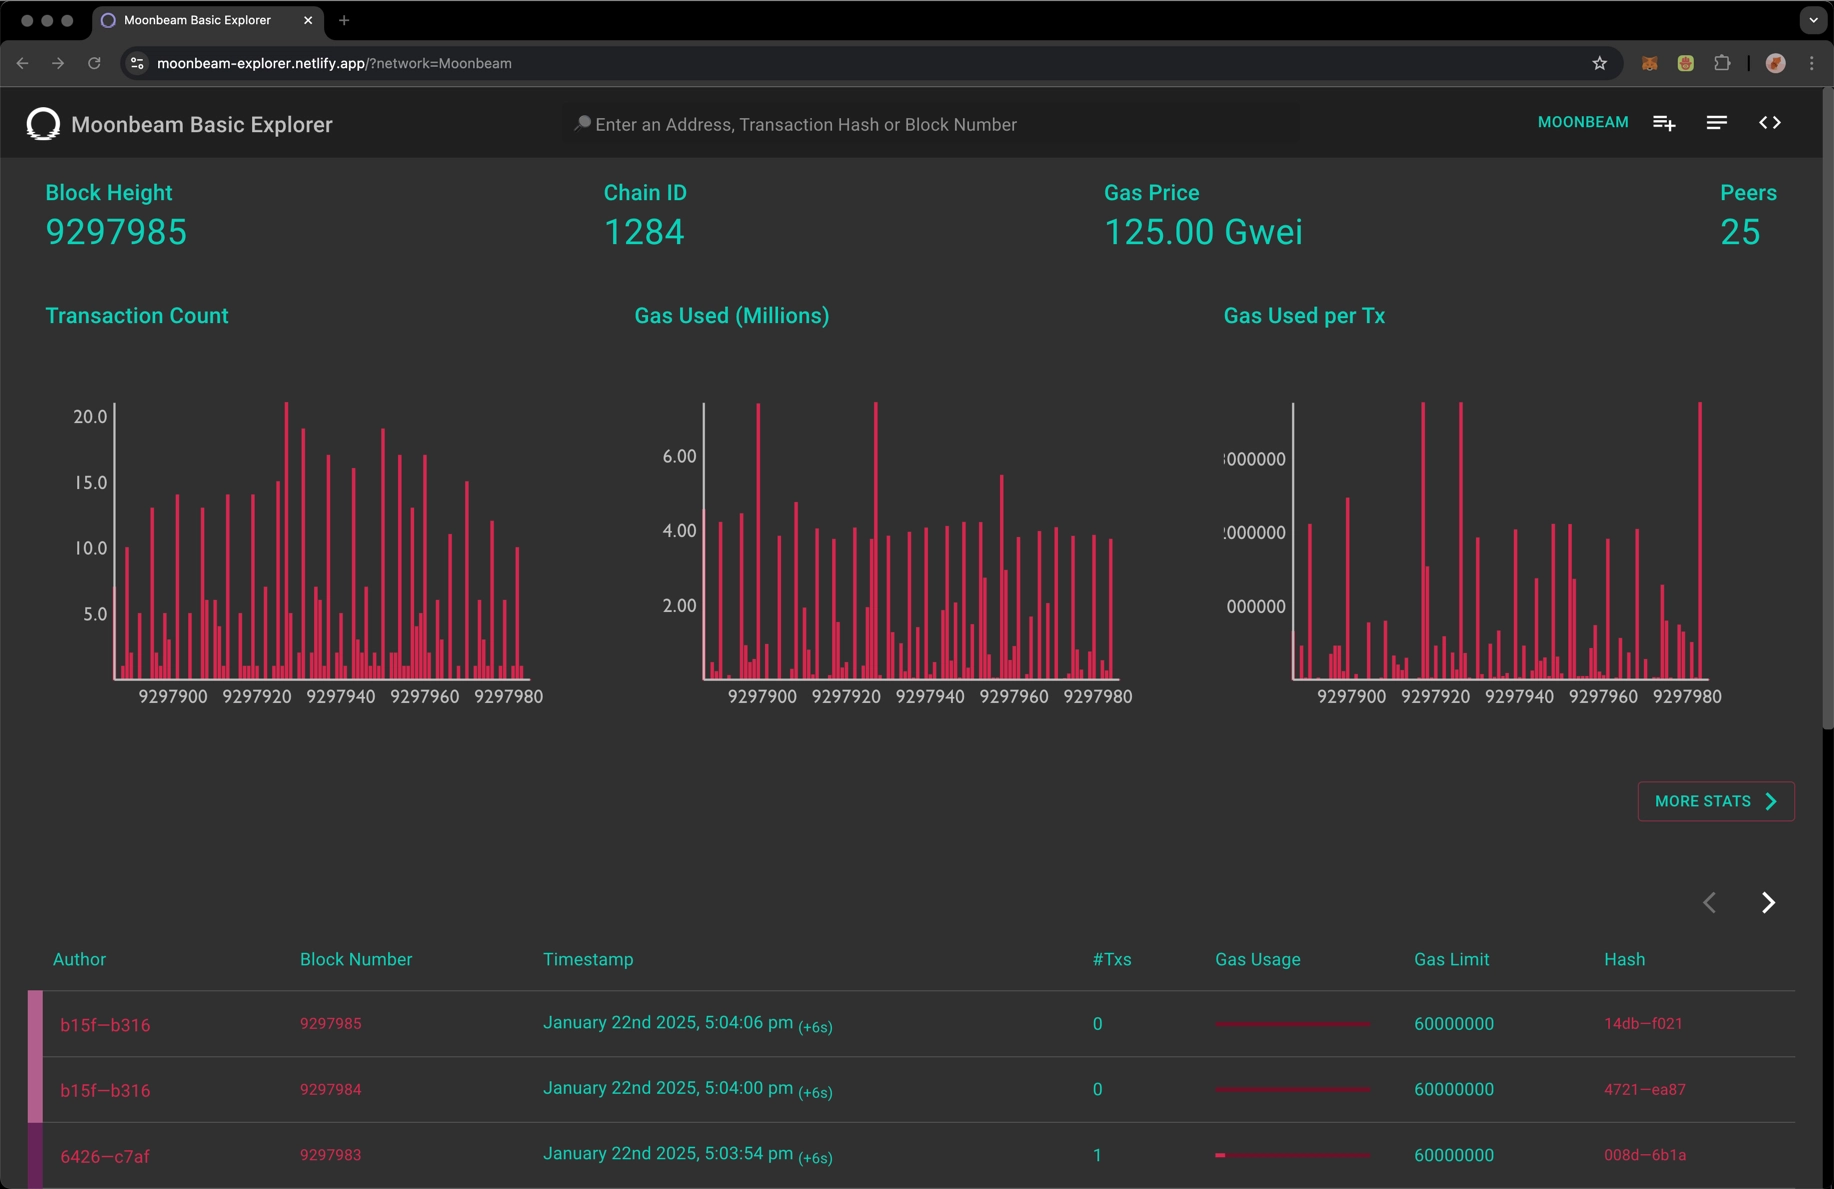 Moonbeam Basic Explorer
moonbeam-explorer.netlify.app/?network=Moonbeam
Moonbeam Basic Explorer
Enter an Address, Transaction Hash or Block Number
MOONBEAM
Block Height
9297985
Chain ID
1284
Gas Price
125.00 Gwei
Peers
25
Transaction Count
20.0
15.0
10.0
5.0
9297900 9297920 9297940 9297960 9297980
Gas Used (Millions)
6.00
4.00
2.00
9297900 9297920 9297940 9297960 9297980
Gas Used per Tx
000000
000000
000000
9297900 9297920 9297940 9297960 9297980
MORE STATS
Author Block Number Timestamp #Txs Gas Usage Gas Limit Hash
b15f—b316 9297985 January 22nd 2025, 5:04:06 pm (+6s) 0 60000000 14db—f021
b15f—b316 9297984 January 22nd 2025, 5:04:00 pm (+6s) 0 60000000 4721—ea87
6426—c7af 9297983 January 22nd 2025, 5:03:54 pm (+6s) 1 60000000 008d—6b1a